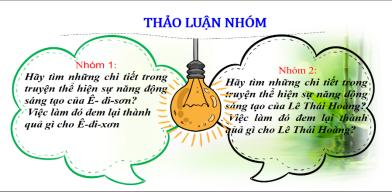 THẢO LUẬN NHÓM
Nhóm 1:
Hãy tìm những chi tiết trong
truyện thể hiện sự năng động
sáng tạo của Ê- đi-sơn?
Việc làm đó đem lại thành
quả gì cho Ê-đi-xơn
Nhóm 2:
Hãy tìm những chi tiết trong
truyện thể hiện sự năng động
sáng tạo của Lê Thái Hoàng?
Việc làm đó đem lại thành
quả gì cho Lê Thái Hoàng?